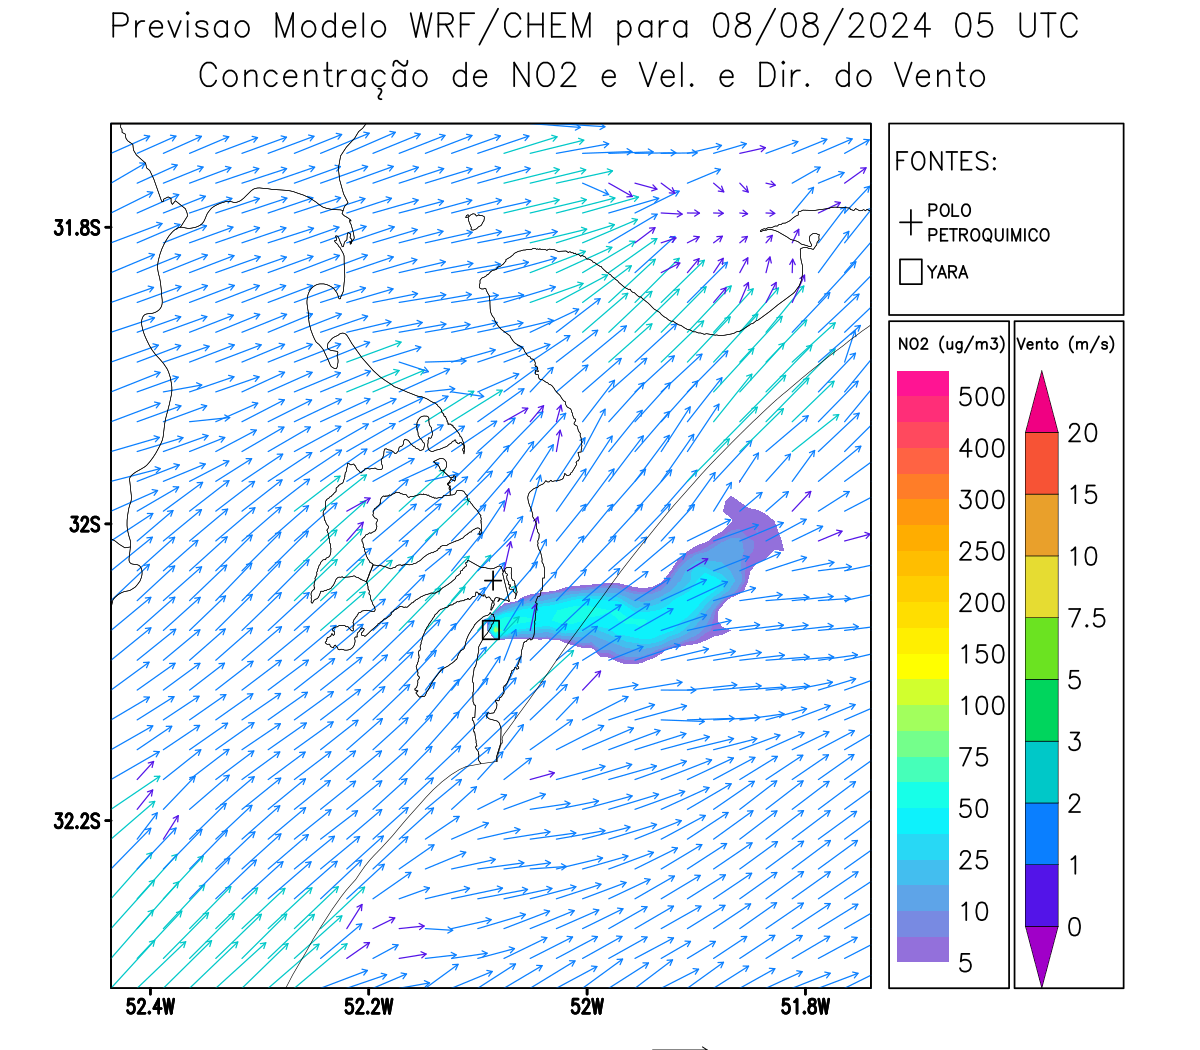 Previsao Modelo WRF/CHEM para 08/08/2024 05 UTC
Concentração de NO2 e Vel. e Dir. do Vento
FONTES:
POLO
PETROQUIMICO
YARA
31.8S
32S
32.2S
52.4W
52.2W
52W
51.8W
NO2 (ug/m3)
500
400
300
250
200
150
100
75
50
25
10
5
Vento (m/s)
20
15
10
7.5
5
3
2
1
0